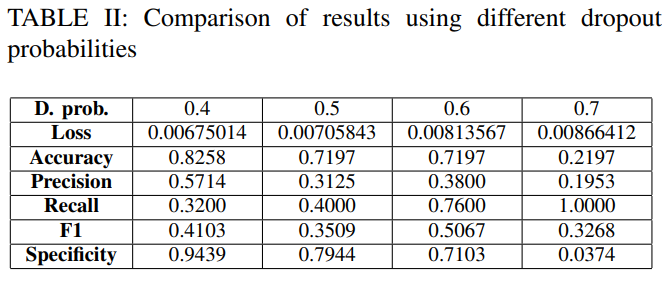 TABLE II: Comparison of results using different dropout
probabilities
D. prob. 0.4 0.5 0.6 0.7
Loss 0.00675014 0.00705843 0.00813567 0.00866412
Accuracy 0.8258 0.7197 0.7197 0.2197
Precision 0.5714 0.3125 0.3800 0.1953
Recall 0.3200 0.4000 0.7600 1.0000
F1 0.4103 0.3509 0.5067 0.3268
Specificity 0.9439 0.7944 0.7103 0.0374